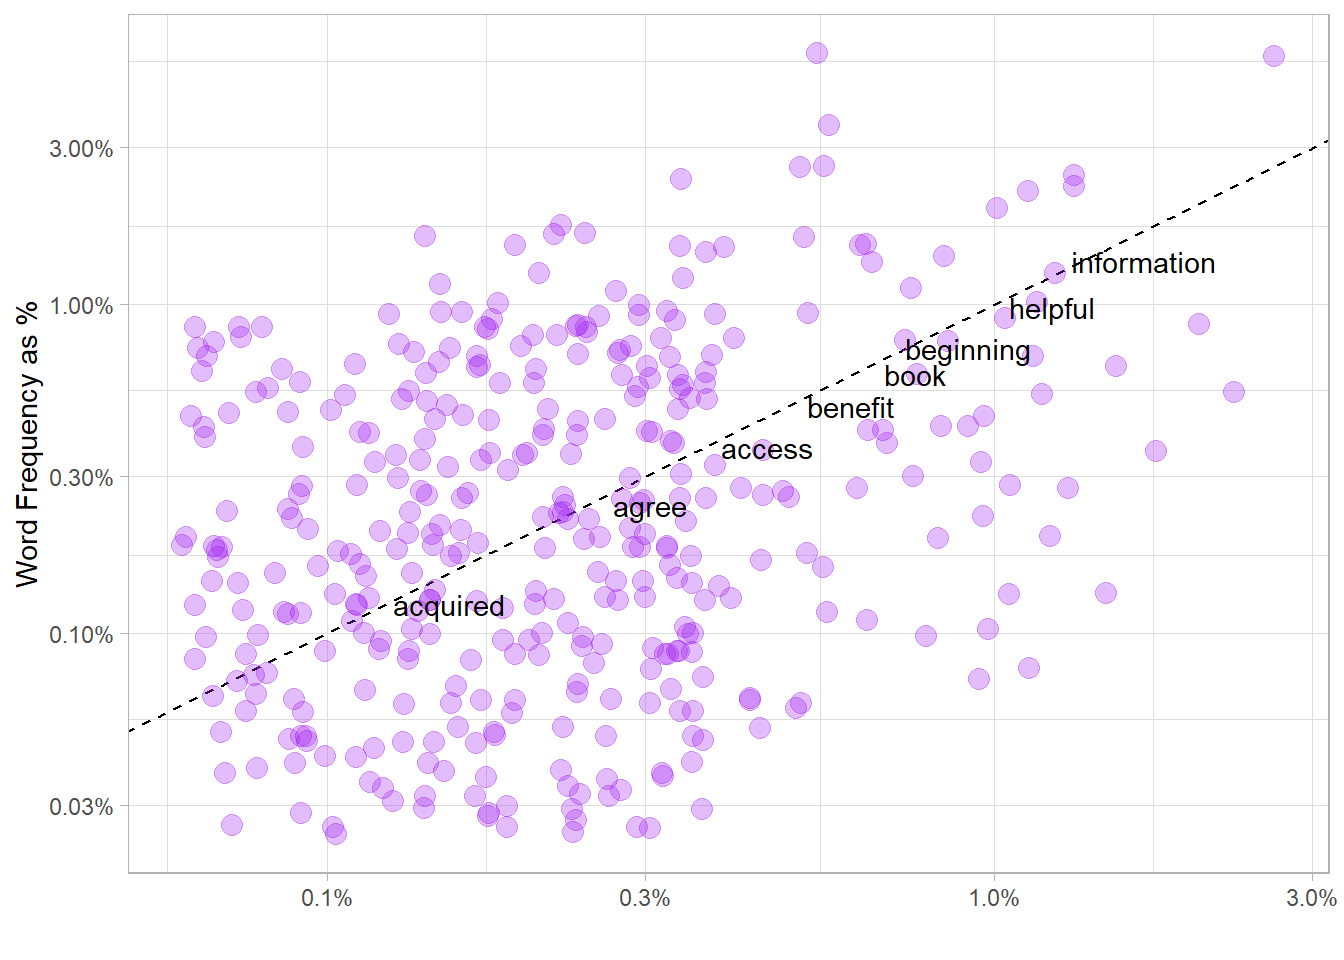 Word Frequency as %
3.00%
1.00%
0.30%
0.10%
0.03%
information
helpful
beginning
book
benefit
access
agree
acquired
0.1%
0.3%
1.0%
3.0%